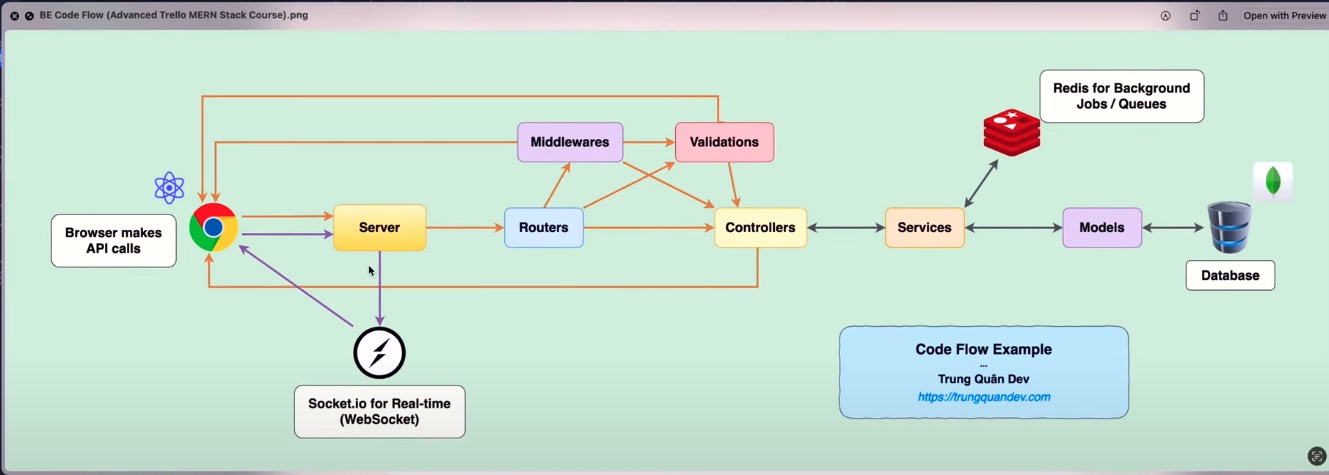 BE Code Flow (Advanced Trello MERN Stack Course).png
Open with Preview
Redis for Background
Jobs / Queues
Middlewares
Validations
Browser makes
API calls
Server
Routers
Controllers
Services
Models
Database
Socket.io for Real-time
(WebSocket)
Code Flow Example
...
Trung Quân Dev
https://trungquandev.com